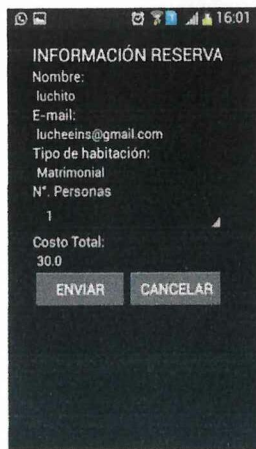 16:01
INFORMACIÓN RESERVA
Nombre:
luchito
E-mail:
lucheeins@gmail.com
Tipo de habitación:
Matrimonial
N°. Personas
1
Costo Total:
30.0
ENVIAR CANCELAR